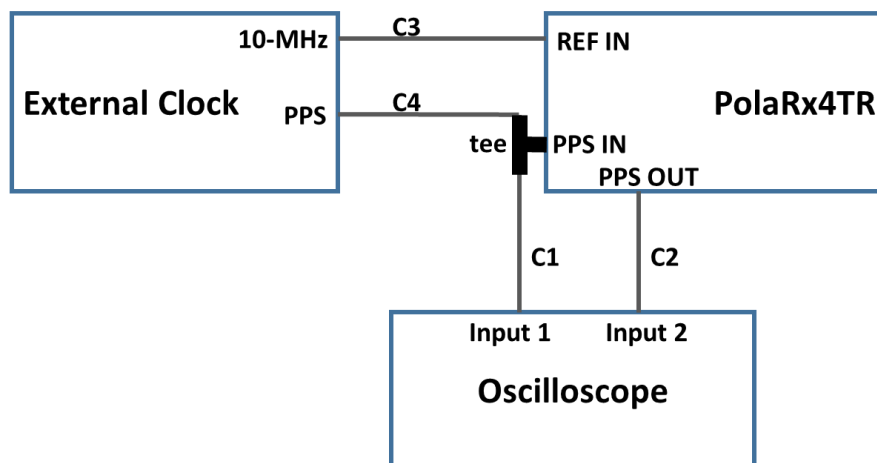 C3
10-MHz
REF IN
External Clock
C4
PolaRx4TR
PPS
tee
PPS IN
PPS OUT
C1
C2
Input 1
Input 2
Oscilloscope